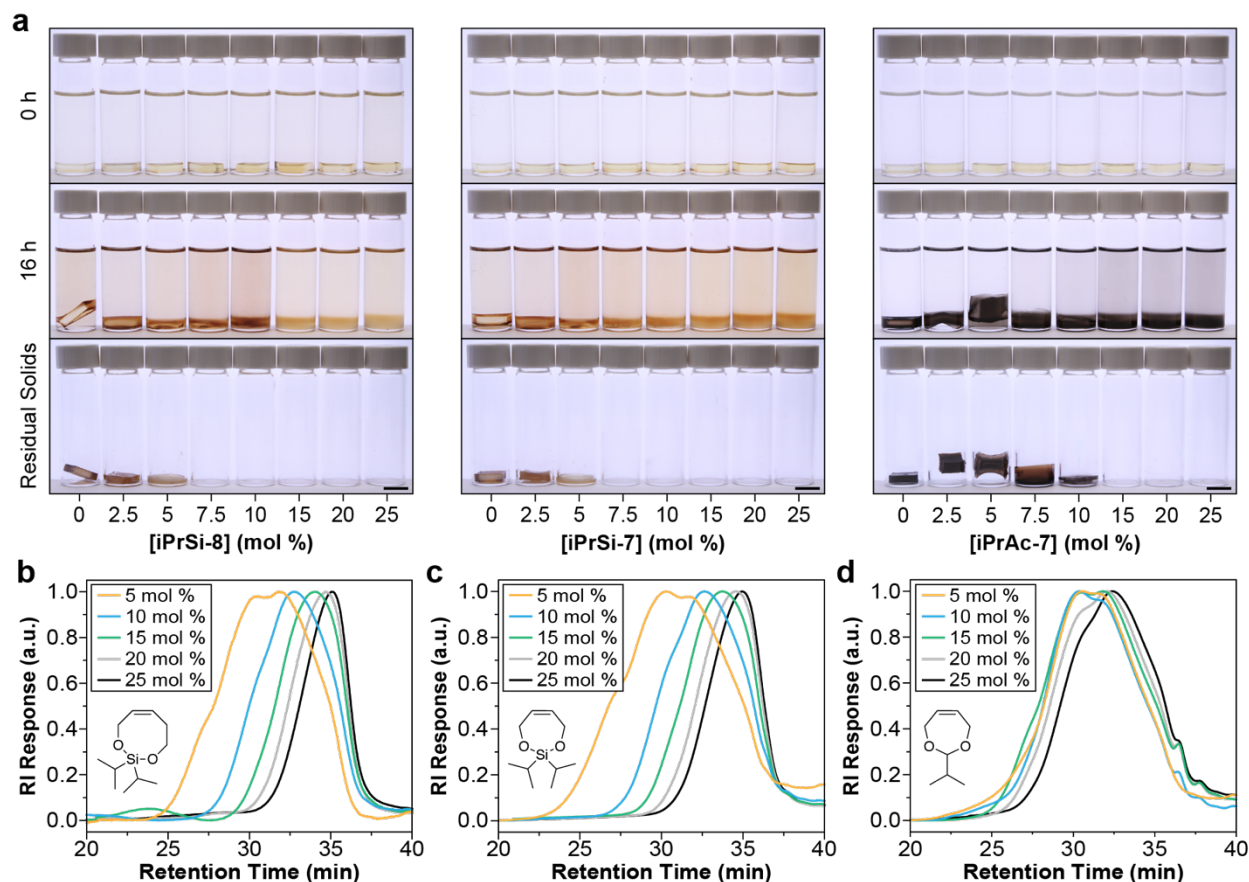 a
0 h
16 h
Residual Solids
0 2.5 5 7.5 10 15 20 25
[iPrSi-8] (mol %)
0 2.5 5 7.5 10 15 20 25
[iPrSi-7] (mol %)
0 2.5 5 7.5 10 15 20 25
[iPrAc-7] (mol %)
b
RI Response (a.u.)
1.0
0.8
0.6
0.4
0.2
0.0
5 mol %
10 mol %
15 mol %
20 mol %
25 mol %
O
Si-O
20 25 30 35 40
Retention Time (min)
c
RI Response (a.u.)
1.0
0.8
0.6
0.4
0.2
0.0
5 mol %
10 mol %
15 mol %
20 mol %
25 mol %
O Si O
20 25 30 35 40
Retention Time (min)
d
RI Response (a.u.)
1.0
0.8
0.6
0.4
0.2
0.0
5 mol %
10 mol %
15 mol %
20 mol %
25 mol %
O O
20 25 30 35 40
Retention Time (min)